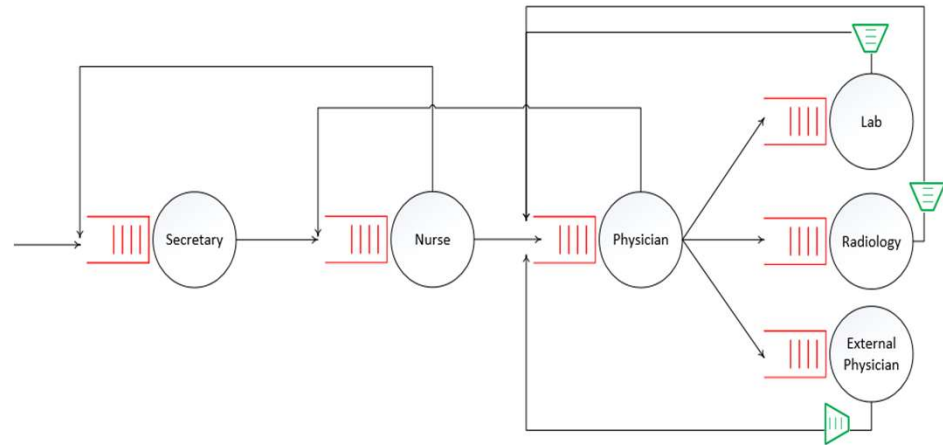 Lab
Secretary
Nurse
Physician
Radiology
External
Physician